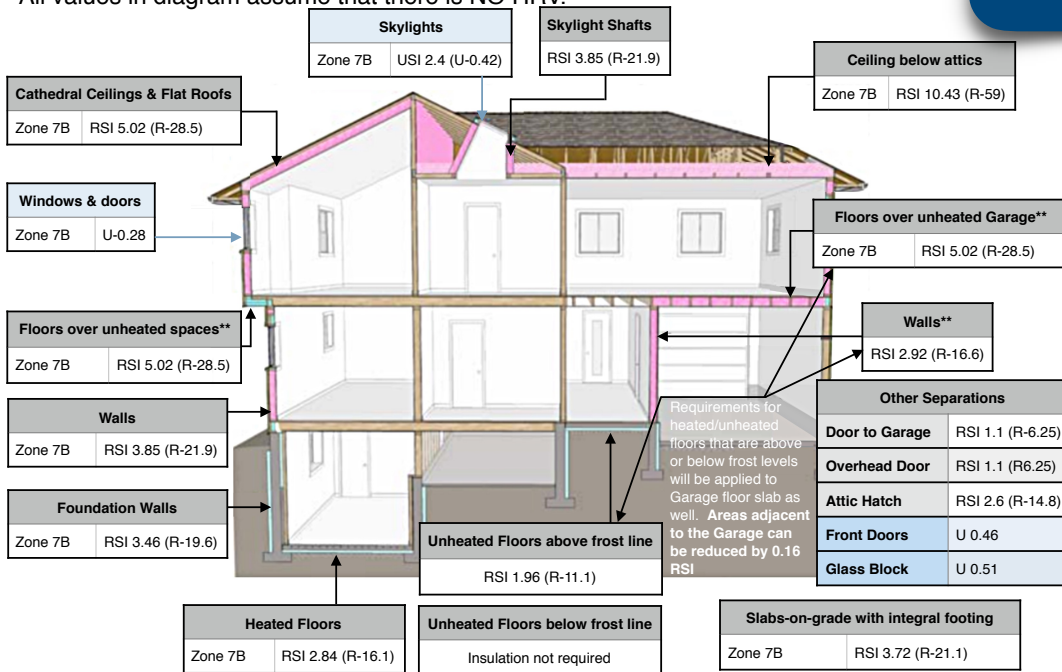 All values in diagram assume that there is NO HRV.
Skylights
Zone 7B USI 2.4 (U-0.42)
Skylight Shafts
RSI 3.85 (R-21.9)
Ceiling below attics
Zone 7B RSI 10.43 (R-59)
Cathedral Ceilings & Flat Roofs
Zone 7B RSI 5.02 (R-28.5)
Windows & doors
Zone 7B U-0.28
Floors over unheated Garage**
Zone 7B RSI 5.02 (R-28.5)
Floors over unheated spaces**
Zone 7B RSI 5.02 (R-28.5)
Walls**
RSI 2.92 (R-16.6)
Walls
Zone 7B RSI 3.85 (R-21.9)
Foundation Walls
Zone 7B RSI 3.46 (R-19.6)
Requirements for
heated/unheated
floors that are above
or below frost levels
will be applied to
Garage floor slab as
well. Areas adjacent
to the Garage can
be reduced by 0.16
RSI
Other Separations
Door to Garage RSI 1.1 (R-6.25)
Overhead Door RSI 1.1 (R6.25)
Attic Hatch RSI 2.6 (R-14.8)
Front Doors U 0.46
Glass Block U 0.51
Unheated Floors above frost line
RSI 1.96 (R-11.1)
Heated Floors
Zone 7B RSI 2.84 (R-16.1)
Unheated Floors below frost line
Insulation not required
Slabs-on-grade with integral footing
Zone 7B RSI 3.72 (R-21.1)